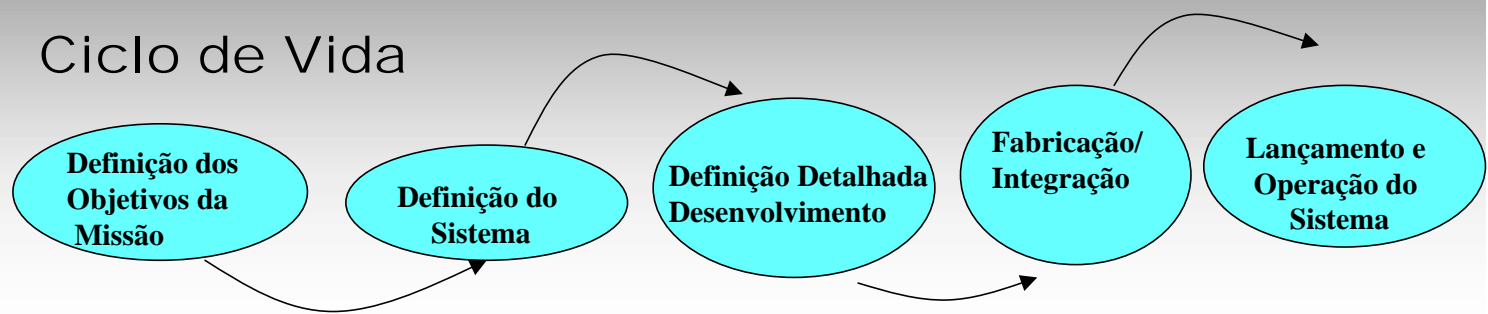 Ciclo de Vida
Definição dos
Objetivos da
Missão
Definição do
Sistema
Definição Detalhada
Desenvolvimento
Fabricação/
Integração
Lançamento e
Operação do
Sistema